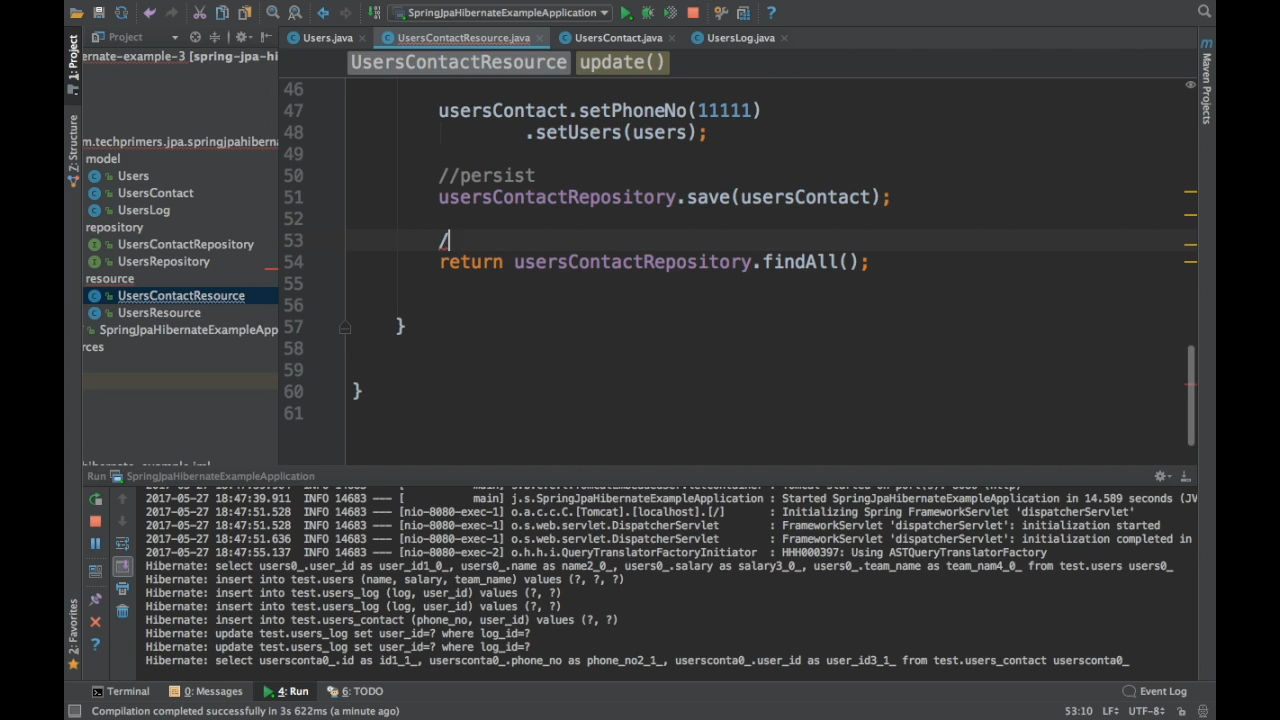 SpringJpaHibernateExampleApplication
1: Project
Project
Users.java
UsersContactResource.java
UsersContact.java
UsersLog.java
ernate-example-3 [spring-jpa-hi
UsersContactResource
update()
Maven Projects
Z: Structure
m.techprimers.jpa.springjpahiberna
model
Users
UsersContact
UsersLog
repository
UsersContactRepository
UsersRepository
resource
UsersContactResource
UsersResource
SpringJpaHibernateExampleApp
rces
46
47 usersContact.setPhoneNo(11111)
48 .setUsers(users);
49
50 //persist
51 usersContactRepository.save(usersContact);
52
53 /
54 return usersContactRepository.findAll();
55
56
57 }
58
59
60 }
61
Run SpringJpaHibernateExampleApplication
2017-05-27 18:47:39.911 INFO 14683 --- [ main] j.s.SpringJpaHibernateExampleApplication : Started SpringJpaHibernateExampleApplication in 14.589 seconds (JV
2017-05-27 18:47:51.528 INFO 14683 --- [nio-8080-exec-1] o.a.c.c.C.[Tomcat].[localhost].[/] : Initializing Spring FrameworkServlet 'dispatcherServlet'
2017-05-27 18:47:51.528 INFO 14683 --- [nio-8080-exec-1] o.s.web.servlet.DispatcherServlet : FrameworkServlet 'dispatcherServlet': initialization started
2017-05-27 18:47:51.636 INFO 14683 --- [nio-8080-exec-1] o.s.web.servlet.DispatcherServlet : FrameworkServlet 'dispatcherServlet': initialization completed in
2017-05-27 18:47:55.137 INFO 14683 --- [nio-8080-exec-2] o.h.h.i.QueryTranslatorFactoryInitiator : HHH000397: Using ASTQueryTranslatorFactory
Hibernate: select users0_.user_id as user_id1_0_, users0_.name as name2_0_, users0_.salary as salary3_0_, users0_.team_name as team_nam4_0_ from test.users users0_
Hibernate: insert into test.users (name, salary, team_name) values (?, ?, ?)
Hibernate: insert into test.users_log (log, user_id) values (?, ?)
Hibernate: insert into test.users_log (log, user_id) values (?, ?)
Hibernate: insert into test.users_contact (phone_no, user_id) values (?, ?)
Hibernate: update test.users_log set user_id=? where log_id=?
Hibernate: update test.users_log set user_id=? where log_id=?
Hibernate: select usersconta0_.id as id1_1_, usersconta0_.phone_no as phone_no2_1_, usersconta0_.user_id as user_id3_1_ from test.users_contact usersconta0_
2: Favorites
Terminal
0: Messages
4: Run
6: TODO
Event Log
Compilation completed successfully in 3s 622ms (a minute ago)
53:10 LF÷ UTF-8÷